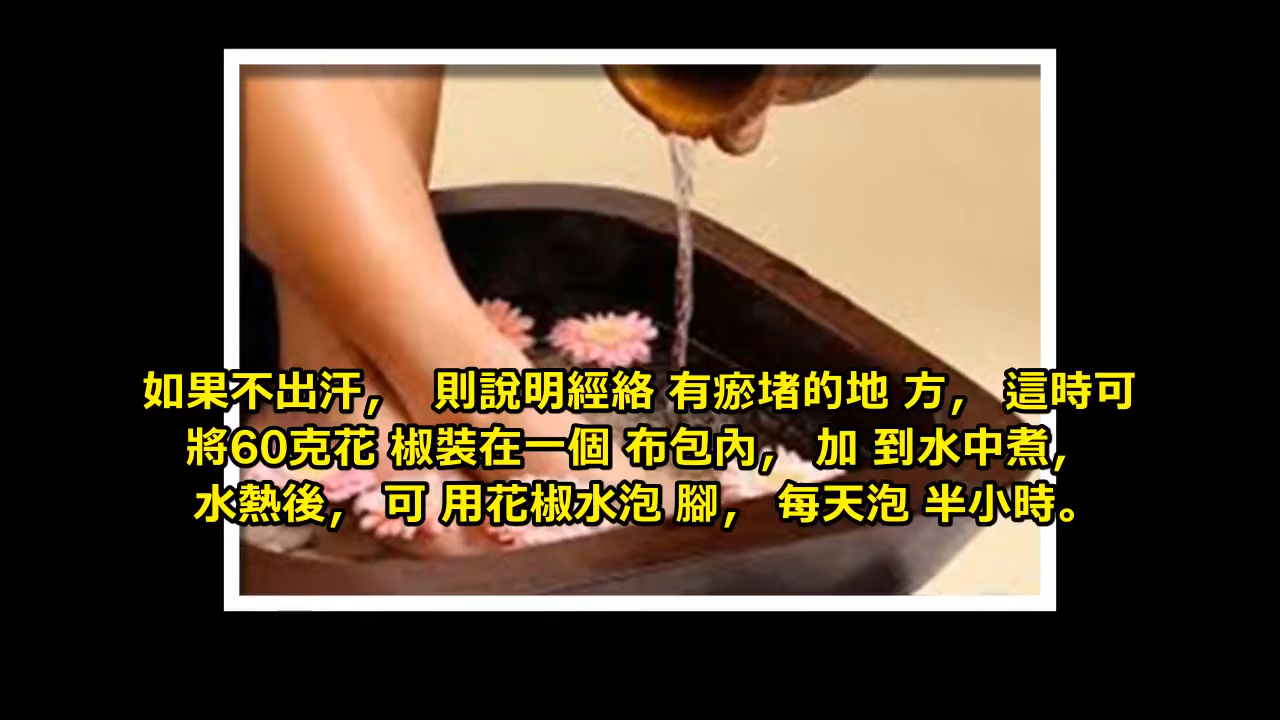 如果不出汗， 則說明經絡 有瘀堵的地 方， 這時可
將60克花 椒裝在一個 布包內， 加 到水中煮，
水熱後， 可 用花椒水泡 腳， 每天泡 半小時。